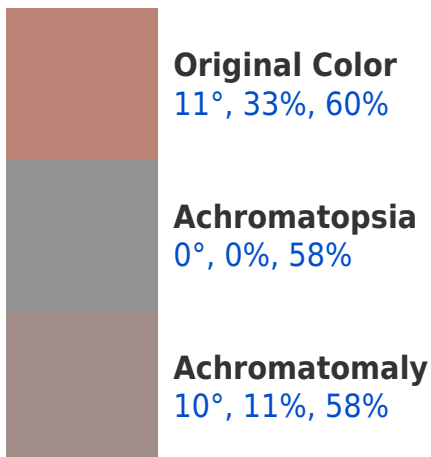 Original Color
11°, 33%, 60%
Achromatopsia
0°, 0%, 58%
Achromatomaly
10°, 11%, 58%